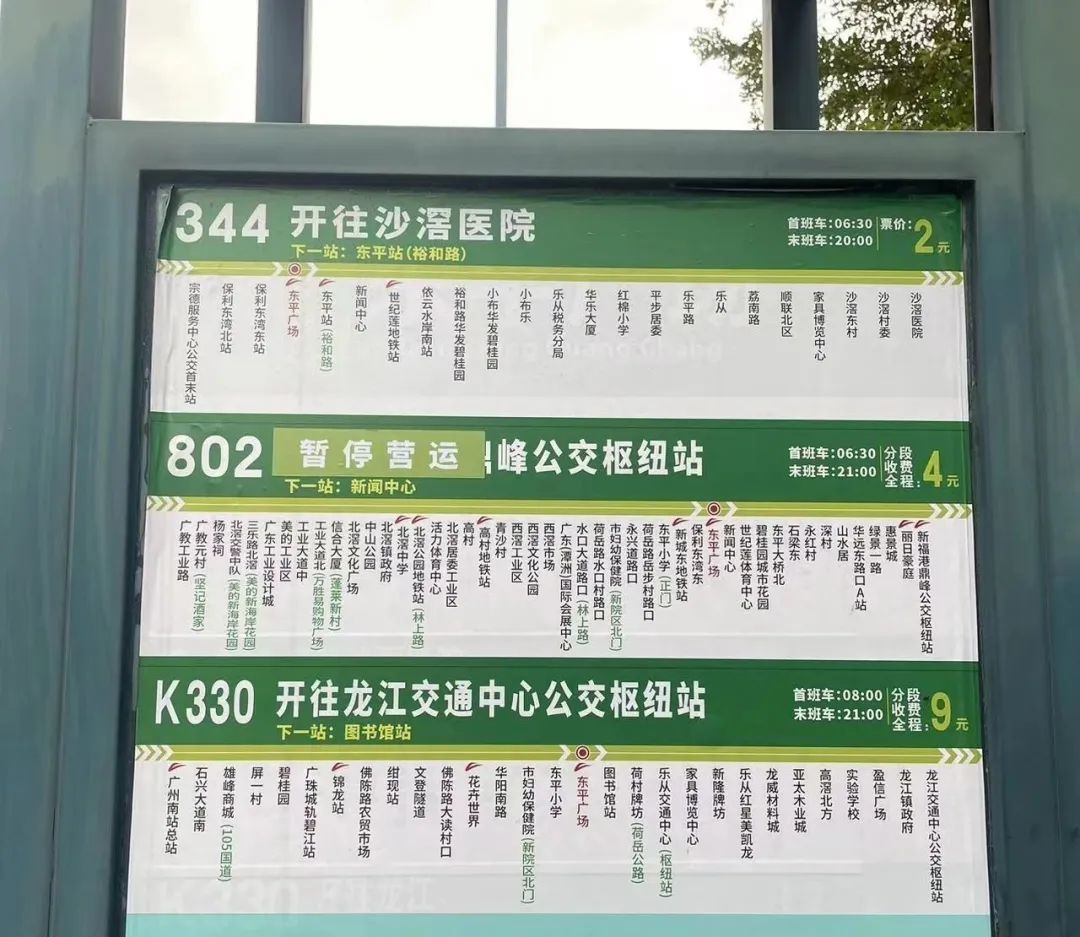 344 开往沙滘医院
下一站：东平站(裕和路)
首班车:06:30
末班车:20:00
票价:2元
宗德服务中心公交首末站
保利东湾北站
保利东湾东站
东平广场
东平站(裕和路)
新闻中心
世纪莲地铁站
依云水岸南站
裕和路华发碧桂园
小布华发碧桂园
小布乐
乐从税务分局
华乐大厦
红棉小学
平步居委
乐平路
乐从
荔南路
顺联北区
家具博览中心
沙滘东村
沙滘村委
沙滘医院
802 暂停营运 峰公交枢纽站
下一站：新闻中心
首班车:06:30
末班车:21:00
分段收费全程:4元
广教工业路
广教元村(坚记酒家)
杨家祠
北滘交警中队(美的新海岸花园)
三乐路北滘(美的新海岸花园)
广东工业设计城
美的工业区
工业大道中
工业大道北(万胜易购物广场)
信合大厦(蓬莱新村)
北滘文化广场
中山公园
北滘镇政府
北滘中学
北滘公园地铁站(林上路)
活力体育中心
北滘居委工业区
高村
高村地铁站
青沙村
西滘工业区
西滘文化公园
西滘市场
广东(潭洲)国际会展中心
水口大道路口(林上路)
荷岳路水口村路口
市妇幼保健院(新院区北门)
永兴道路口
荷岳路岳步村路口
东平小学(正门)
新城东地铁站
保利东湾东
东平广场
新闻中心
世纪莲体育中心
碧桂园城市花园
东平大桥北
石梁东
永红村
深村
山水居
华远东路口A站
绿景一路
惠景城
丽日豪庭
新福港鼎峰公交枢纽站
K330 开往龙江交通中心公交枢纽站
下一站：图书馆站
首班车:08:00
末班车:21:00
分段收费全程:9元
广州南站总站
石兴大道南
雄峰商城(105国道)
屏一村
碧桂园
广珠城轨碧江站
锦龙站
佛陈路农贸市场
绀现站
文登隧道
佛陈路大读村口
花卉世界
华阳南路
市妇幼保健院(新院区北门)
东平小学
东平广场
图书馆站
荷村牌坊(荷岳公路)
乐从交通中心(枢纽站)
家具博览中心
新隆牌坊
乐从红星美凯龙
龙威材料城
亚太木业城
高滘北方
实验学校
盈信广场
龙江镇政府
龙江交通中心公交枢纽站